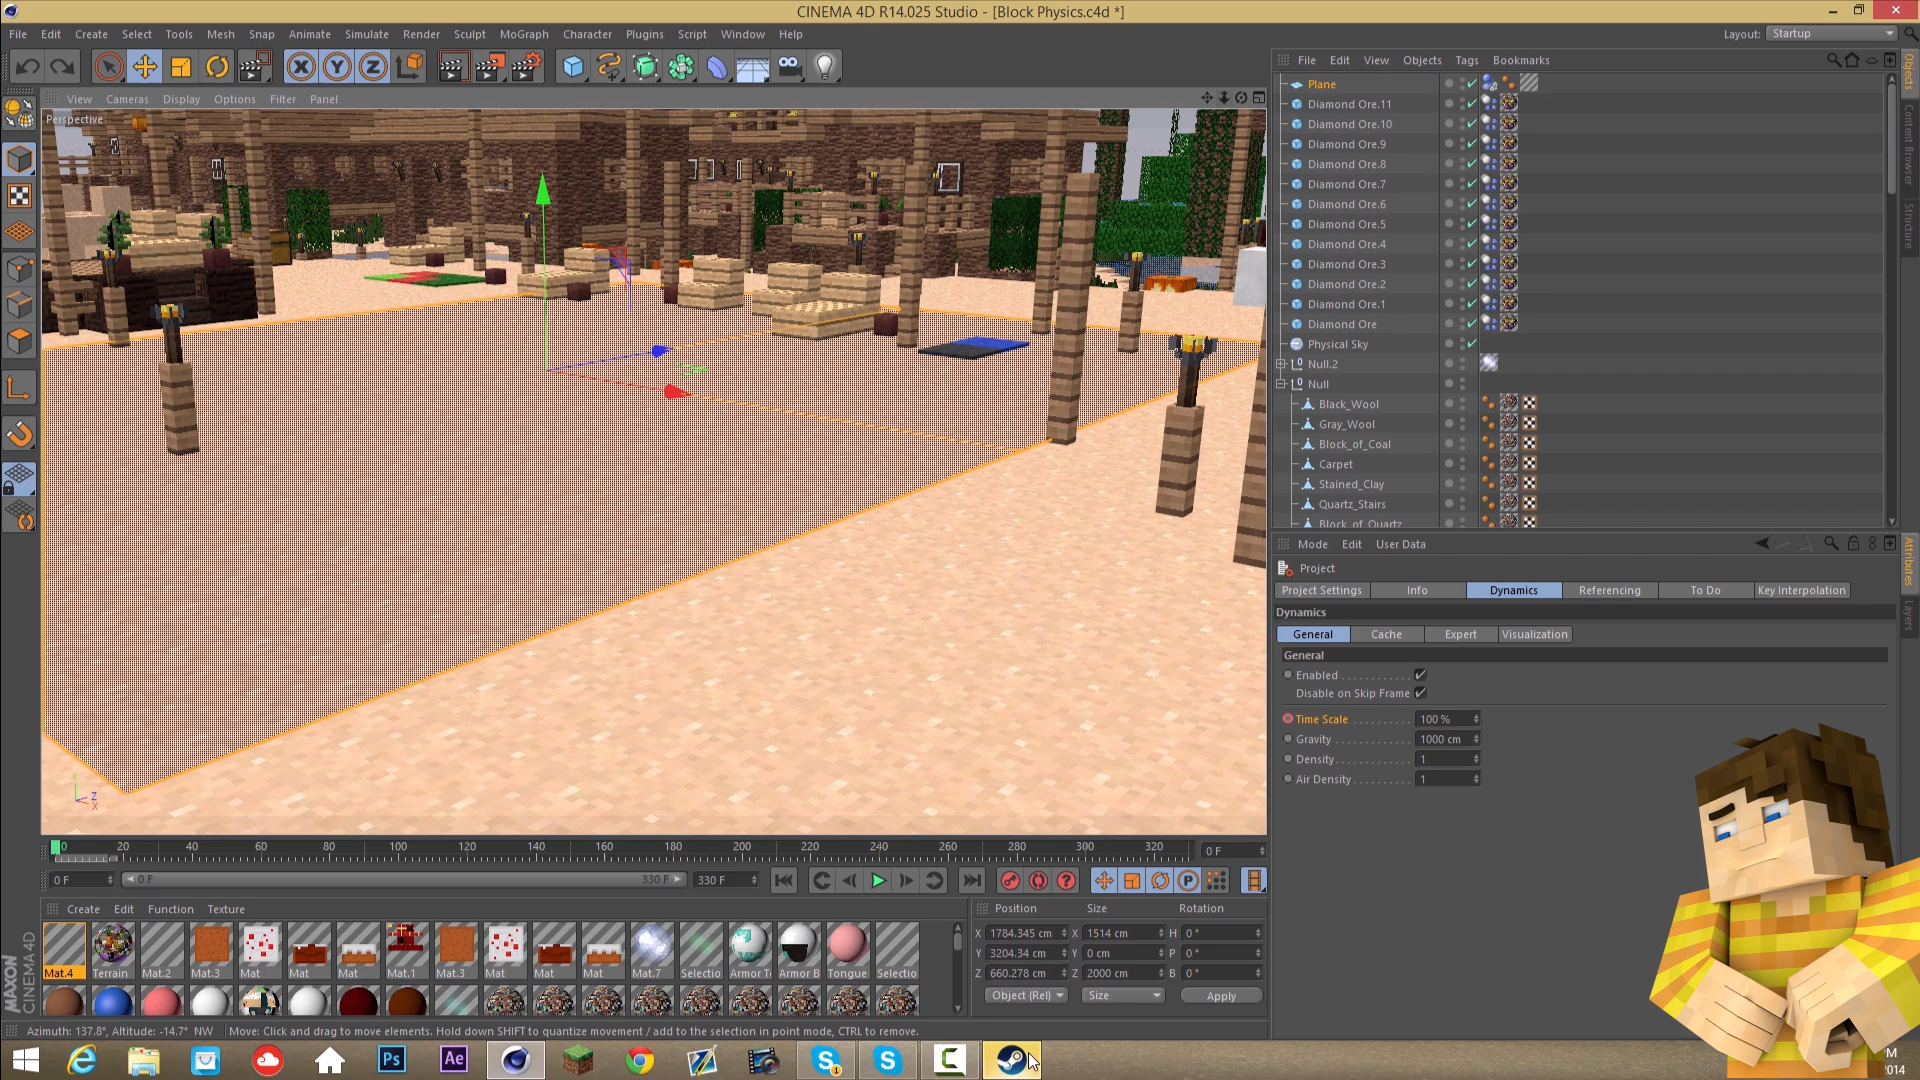 CINEMA 4D R14.025 Studio - [Block Physics.c4d *]
File Edit Create Select Tools Mesh Snap Animate Simulate Render Sculpt MoGraph Character Plugins Script Window Help
Layout: Startup
View Cameras Display Options Filter Panel
Perspective
File Edit View Objects Tags Bookmarks
Plane
Diamond Ore.11
Diamond Ore.10
Diamond Ore.9
Diamond Ore.8
Diamond Ore.7
Diamond Ore.6
Diamond Ore.5
Diamond Ore.4
Diamond Ore.3
Diamond Ore.2
Diamond Ore.1
Diamond Ore
Physical Sky
Null.2
Null
Black_Wool
Gray_Wool
Block_of_Coal
Carpet
Stained_Clay
Quartz_Stairs
Block_of_Quartz
Objects
Content Browser
Structure
Attributes
Layers
Mode Edit User Data
Project
Project Settings Info Dynamics Referencing To Do Key Interpolation
Dynamics
General Cache Expert Visualization
General
Enabled
Disable on Skip Frame
Time Scale 100 %
Gravity 1000 cm
Density 1
Air Density 1
Y Z X
0 20 40 60 80 100 120 140 160 180 200 220 240 260 280 300 320 0 F
0 F 0 F 330 F 330 F
Create Edit Function Texture
Mat.4 Terrain Mat.2 Mat.3 Mat Mat Mat Mat.1 Mat.3 Mat Mat Mat Mat.7 Selectio Armor T Armor B Tongue Selectio
Position Size Rotation
X 1784.345 cm X 1514 cm H 0 °
Y 3204.34 cm Y 0 cm P 0 °
Z 660.278 cm Z 2000 cm B 0 °
Object (Rel) Size Apply
MAXON CINEMA 4D
Azimuth: 137.8°, Altitude: -14.7° NW Move: Click and drag to move elements. Hold down SHIFT to quantize movement / add to the selection in point mode, CTRL to remove.
Ps Ae
M
2014